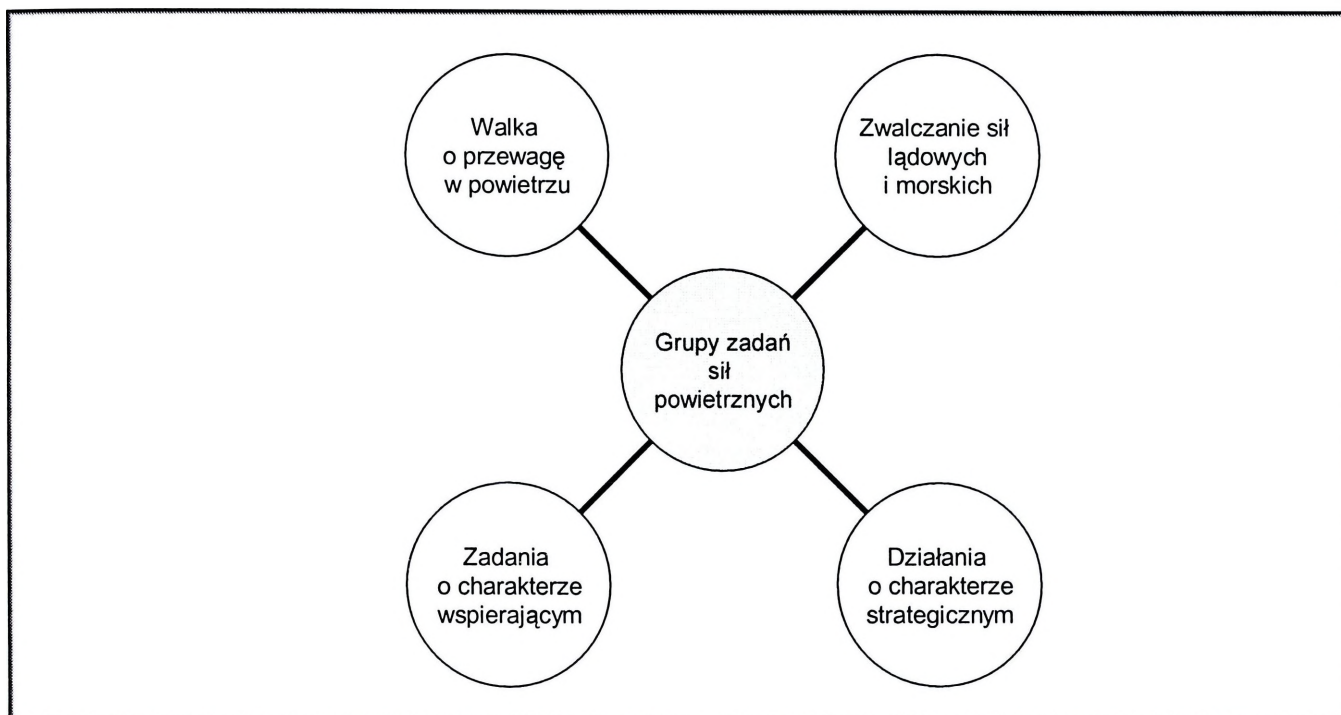 Walka
o przewagę
w powietrzu
Zwalczanie sił
lądowych
i morskich
Grupy zadań
sił
powietrznych
Zadania
o charakterze
wspierającym
Działania
o charakterze
strategicznym